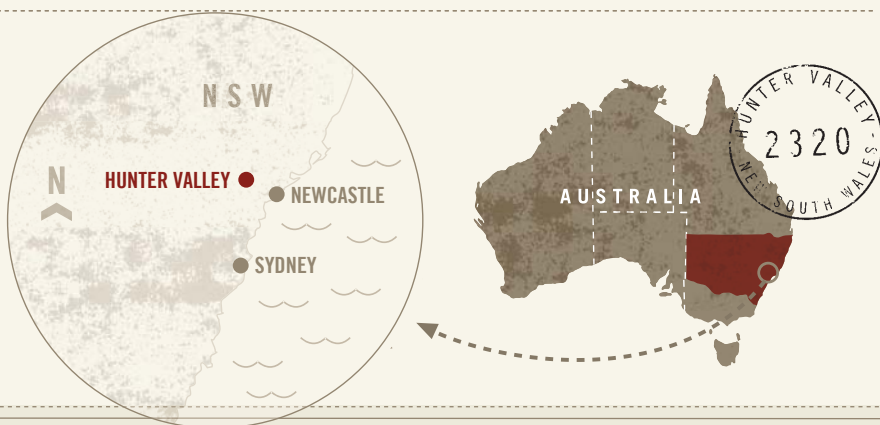 NSW
N
HUNTER VALLEY
NEWCASTLE
SYDNEY
AUSTRALIA
HUNTER VALLEY -
2320
NEW SOUTH WALES -